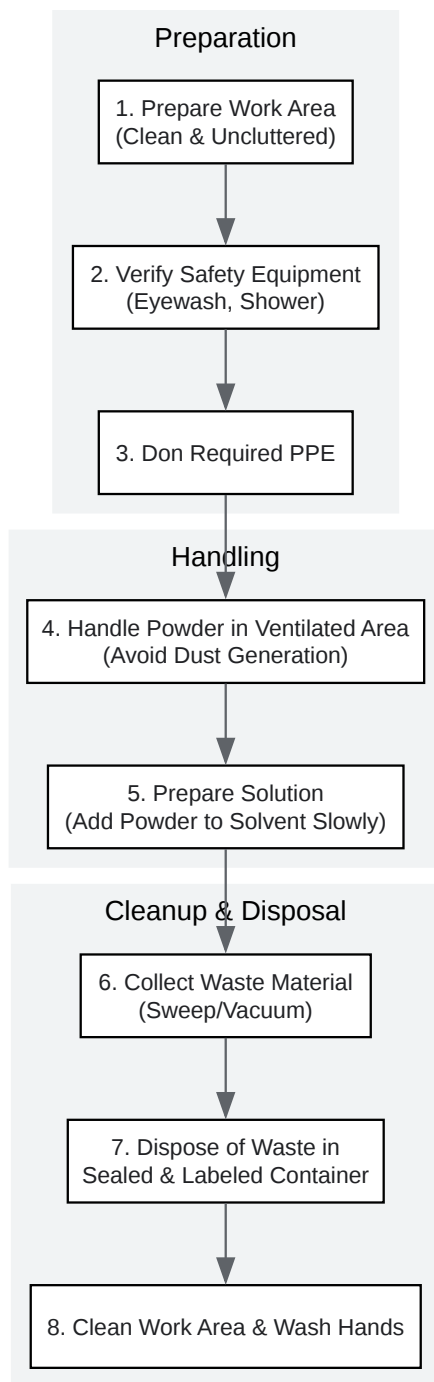 Preparation
1. Prepare Work Area
(Clean & Uncluttered)
2. Verify Safety Equipment
(Eyewash, Shower)
3. Don Required PPE
Handling
4. Handle Powder in Ventilated Area
(Avoid Dust Generation)
5. Prepare Solution
(Add Powder to Solvent Slowly)
Cleanup & Disposal
6. Collect Waste Material
(Sweep/Vacuum)
7. Dispose of Waste in
Sealed & Labeled Container
8. Clean Work Area & Wash Hands